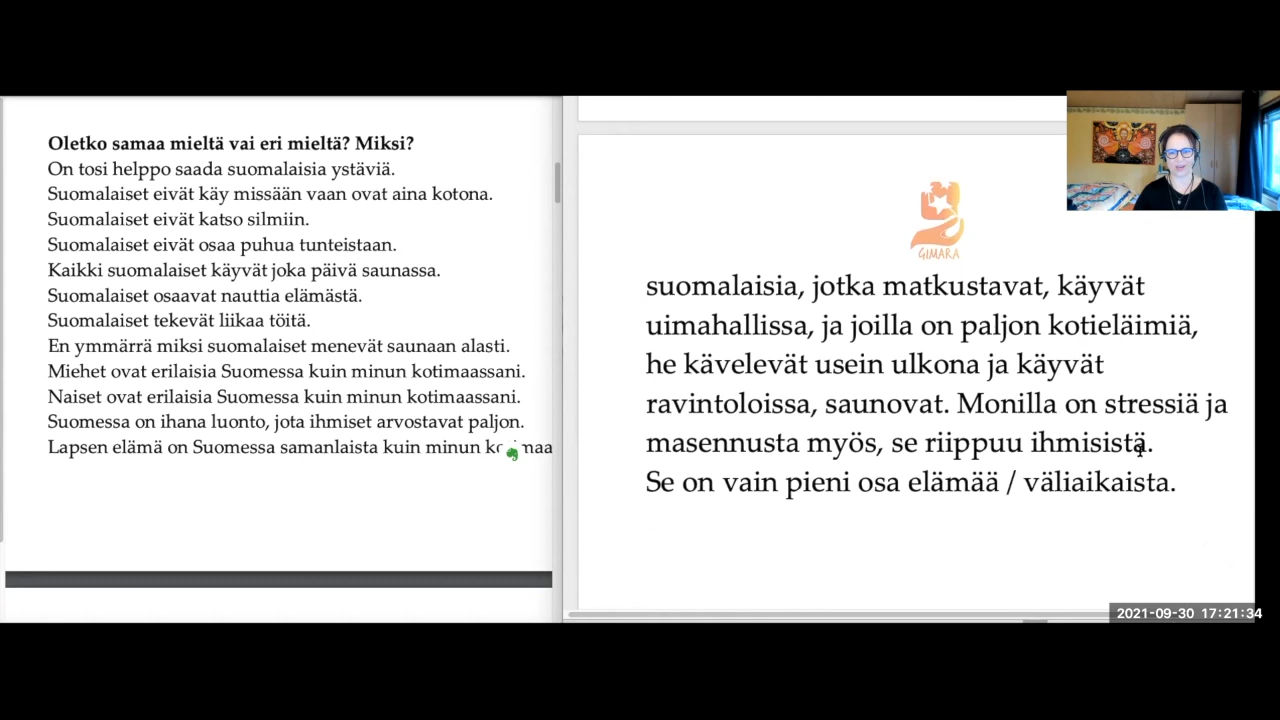 Oletko samaa mieltä vai eri mieltä? Miksi?
On tosi helppo saada suomalaisia ystäviä.
Suomalaiset eivät käy missään vaan ovat aina kotona.
Suomalaiset eivät katso silmiin.
Suomalaiset eivät osaa puhua tunteistaan.
Kaikki suomalaiset käyvät joka päivä saunassa.
Suomalaiset osaavat nauttia elämästä.
Suomalaiset tekevät liikaa töitä.
En ymmärrä miksi suomalaiset menevät saunaan alasti.
Miehet ovat erilaisia Suomessa kuin minun kotimaassani.
Naiset ovat erilaisia Suomessa kuin minun kotimaassani.
Suomessa on ihana luonto, jota ihmiset arvostavat paljon.
Lapsen elämä on Suomessa samanlaista kuin minun
GIMARA
suomalaisia, jotka matkustavat, käyvät
uimahallissa, ja joilla on paljon kotieläimiä,
he kävelevät usein ulkona ja käyvät
ravintoloissa, saunovat. Monilla on stressiä ja
masennusta myös, se riippuu ihmisistä.
Se on vain pieni osa elämää / väliaikaista.
2021-09-30 17:21:34